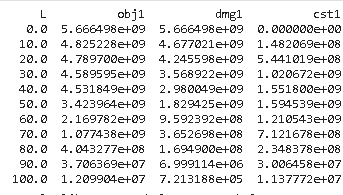 L obj1 dmg1 cst1
0.0 5.666498e+09 5.666498e+09 0.000000e+00
10.0 4.825228e+09 4.677021e+09 1.482069e+08
20.0 4.789700e+09 4.245598e+09 5.441019e+08
30.0 4.589595e+09 3.568922e+09 1.020672e+09
40.0 4.531849e+09 2.980049e+09 1.551800e+09
50.0 3.423964e+09 1.829425e+09 1.594539e+09
60.0 2.169782e+09 9.592392e+08 1.210543e+09
70.0 1.077438e+09 3.652698e+08 7.121678e+08
80.0 4.043277e+08 1.694900e+08 2.348378e+08
90.0 3.706369e+07 6.999114e+06 3.006458e+07
100.0 1.209904e+07 7.213188e+05 1.137772e+07